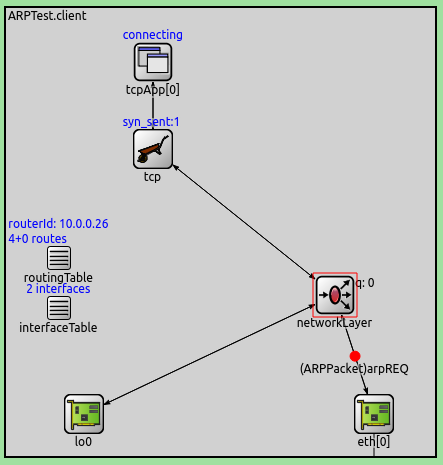 ARPTest.client
connecting
tcpApp[0]
syn_sent:1
tcp
routerId: 10.0.0.26
4+0 routes
routingTable
2 interfaces
interfaceTable
q: 0
networkLayer
(ARPPacket)arpREQ
lo0
eth[0]